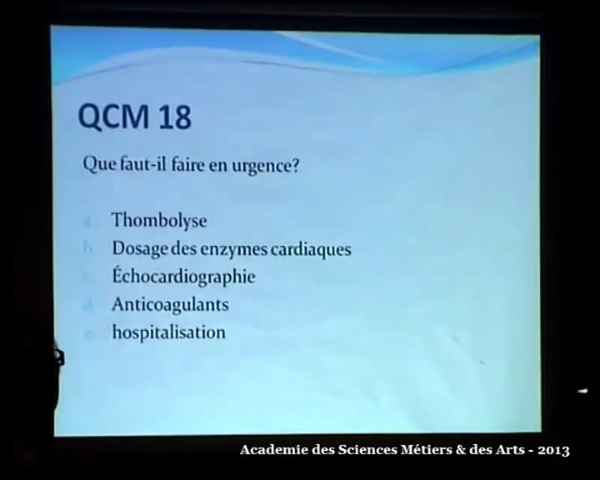 QCM 18
Que faut-il faire en urgence?
a. Thombolyse
b. Dosage des enzymes cardiaques
c. Échocardiographie
d. Anticoagulants
e. hospitalisation
Academie des Sciences Métiers & des Arts - 2013